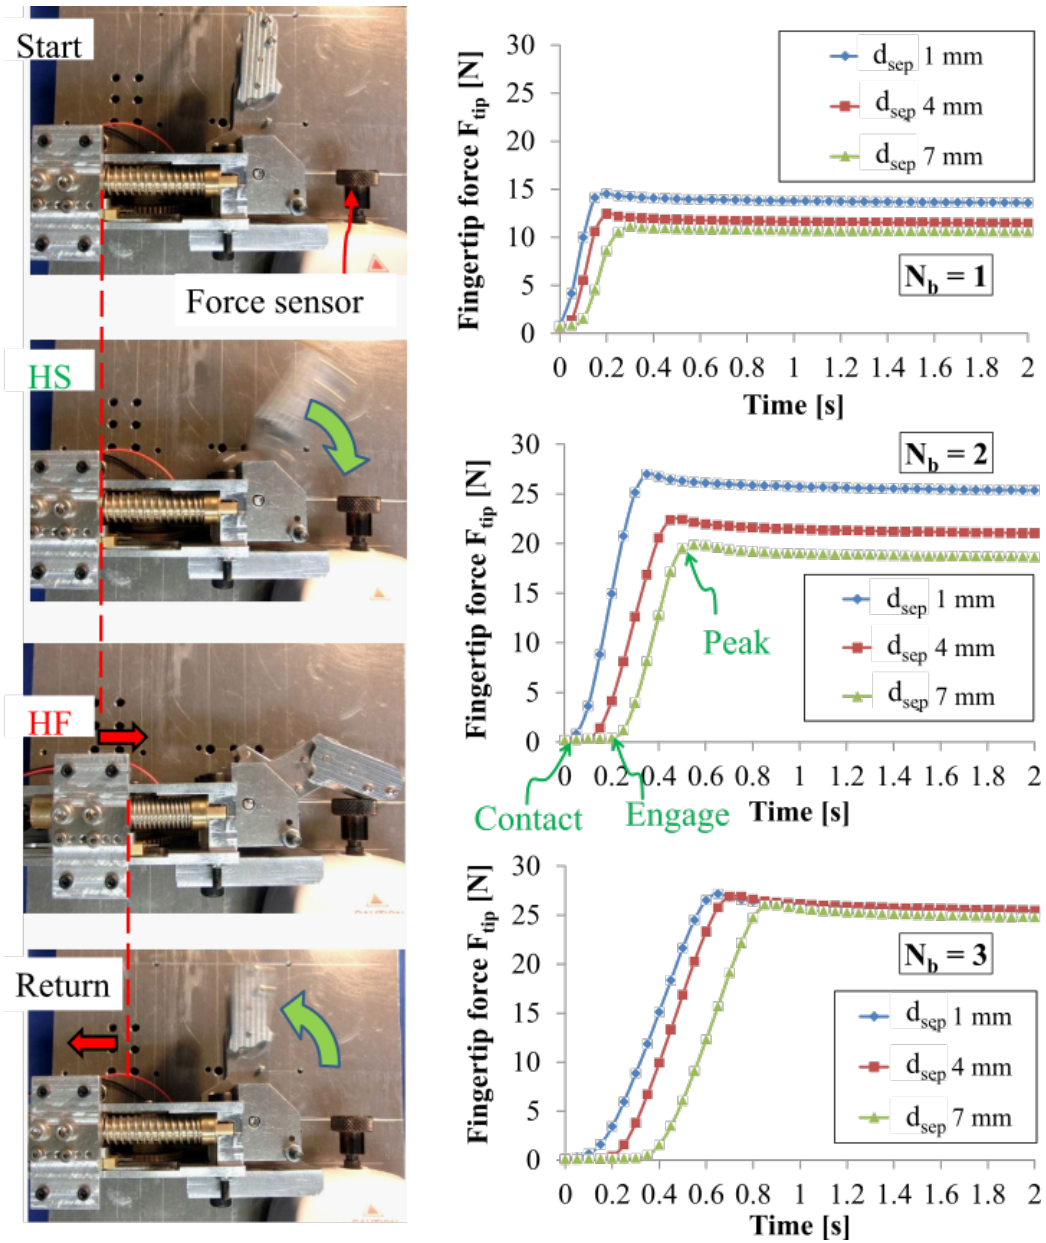 Start
Force sensor
HS
HF
Return
30
25
20
15
10
5
0
Fingertip force F_tip [N]
d_sep 1 mm
d_sep 4 mm
d_sep 7 mm
N_b = 1
0 0.2 0.4 0.6 0.8 1 1.2 1.4 1.6 1.8 2
Time [s]
30
25
20
15
10
5
0
Fingertip force F_tip [N]
N_b = 2
d_sep 1 mm
d_sep 4 mm
d_sep 7 mm
Peak
Contact
Engage
0 0.2 0.4 0.6 0.8 1 1.2 1.4 1.6 1.8 2
Time [s]
30
25
20
15
10
5
0
Fingertip force F_tip [N]
N_b = 3
d_sep 1 mm
d_sep 4 mm
d_sep 7 mm
0 0.2 0.4 0.6 0.8 1 1.2 1.4 1.6 1.8 2
Time [s]